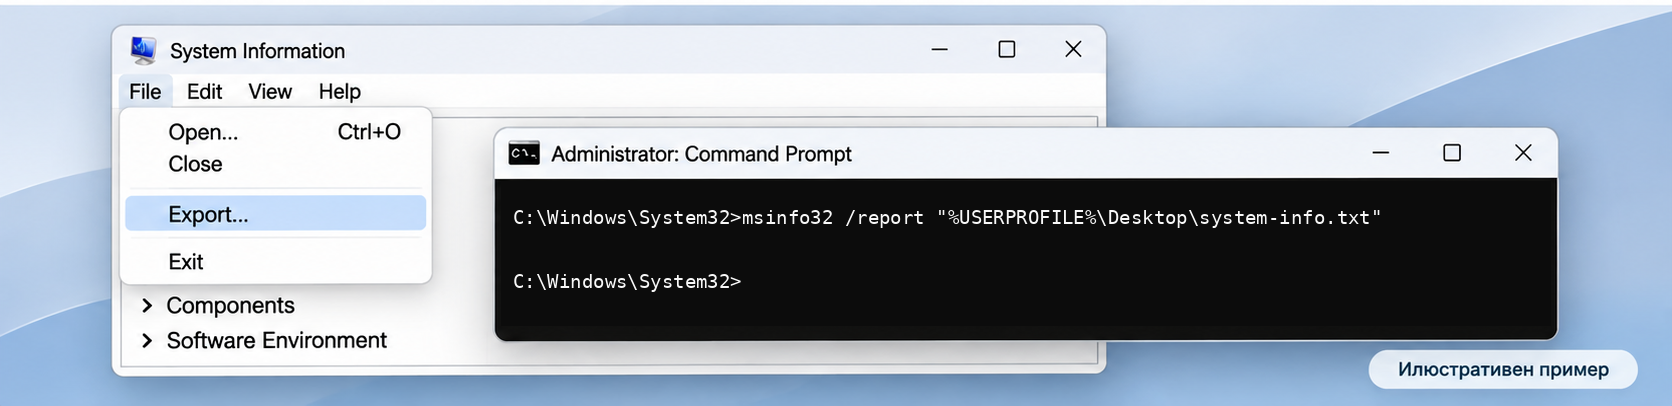 System Information
File Edit View Help
Open... Ctrl+O
Close
Export...
Exit
Components
Software Environment
Administrator: Command Prompt
C:\Windows\System32>msinfo32 /report "%USERPROFILE%\Desktop\system-info.txt"
C:\Windows\System32>
Илюстративен пример